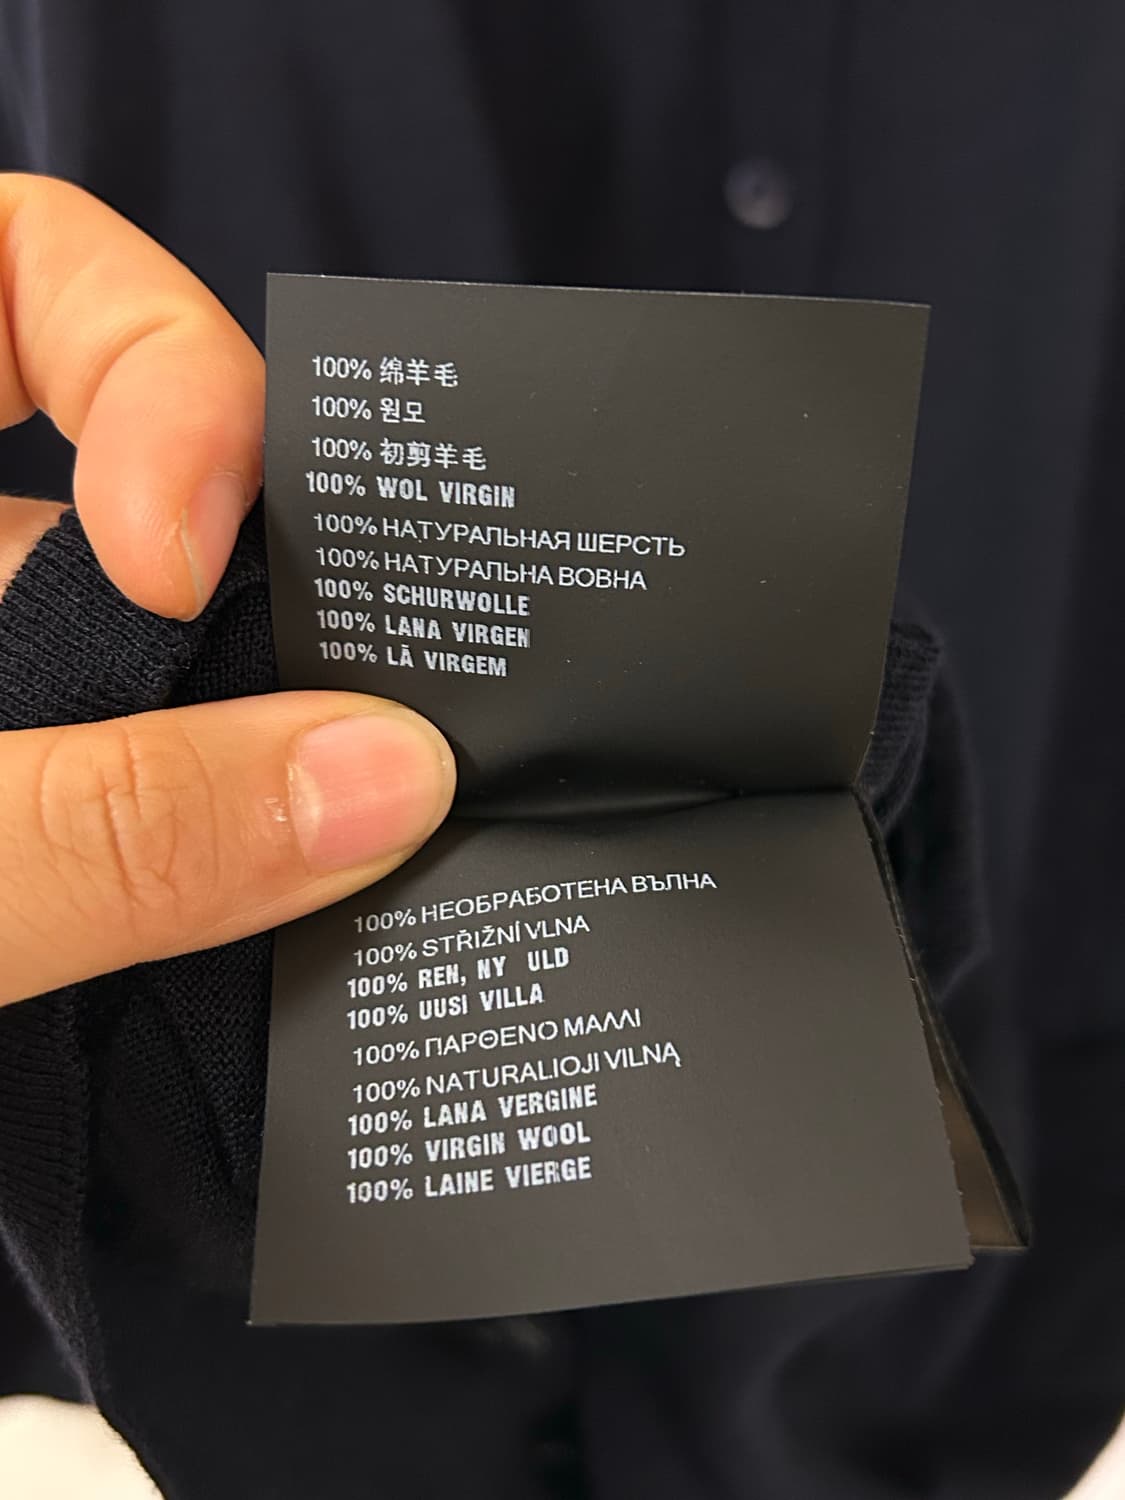 100% 绵羊毛
100% 원모
100% 初剪羊毛
100% WOL VIRGIN
100% НАТУРАЛЬНАЯ ШЕРСТЬ
100% НАТУРАЛЬНА ВОВНА
100% SCHURWOLLE
100% LANA VIRGEN
100% LÃ VIRGEM
100% НЕОБРАБОТЕНА ВЪЛНА
100% STŘIŽNÍ VLNA
100% REN, NY ULD
100% UUSI VILLA
100% ΠΑΡΘΕΝΟ ΜΑΛΛΙ
100% NATURALIOJI VILNĄ
100% LANA VERGINE
100% VIRGIN WOOL
100% LAINE VIERGE